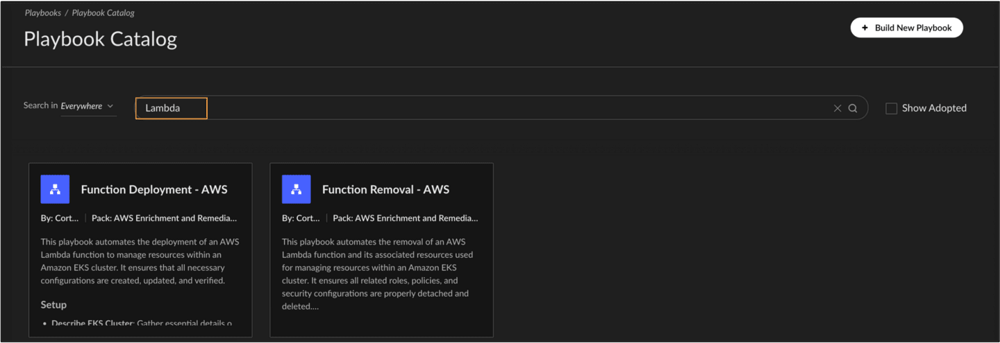 Playbooks / Playbook Catalog
Playbook Catalog
+ Build New Playbook
Search in Everywhere
Lambda
Show Adopted
Function Deployment - AWS
By: Cort... | Pack: AWS Enrichment and Remedia...
This playbook automates the deployment of an AWS
Lambda function to manage resources within an
Amazon EKS cluster. It ensures that all necessary
configurations are created, updated, and verified.
Setup
• Describe EKS Cluster: Gather essential details o
Function Removal - AWS
By: Cort... | Pack: AWS Enrichment and Remedia...
This playbook automates the removal of an AWS
Lambda function and its associated resources used
for managing resources within an Amazon EKS
cluster. It ensures all related roles, policies, and
security configurations are properly detached and
deleted....